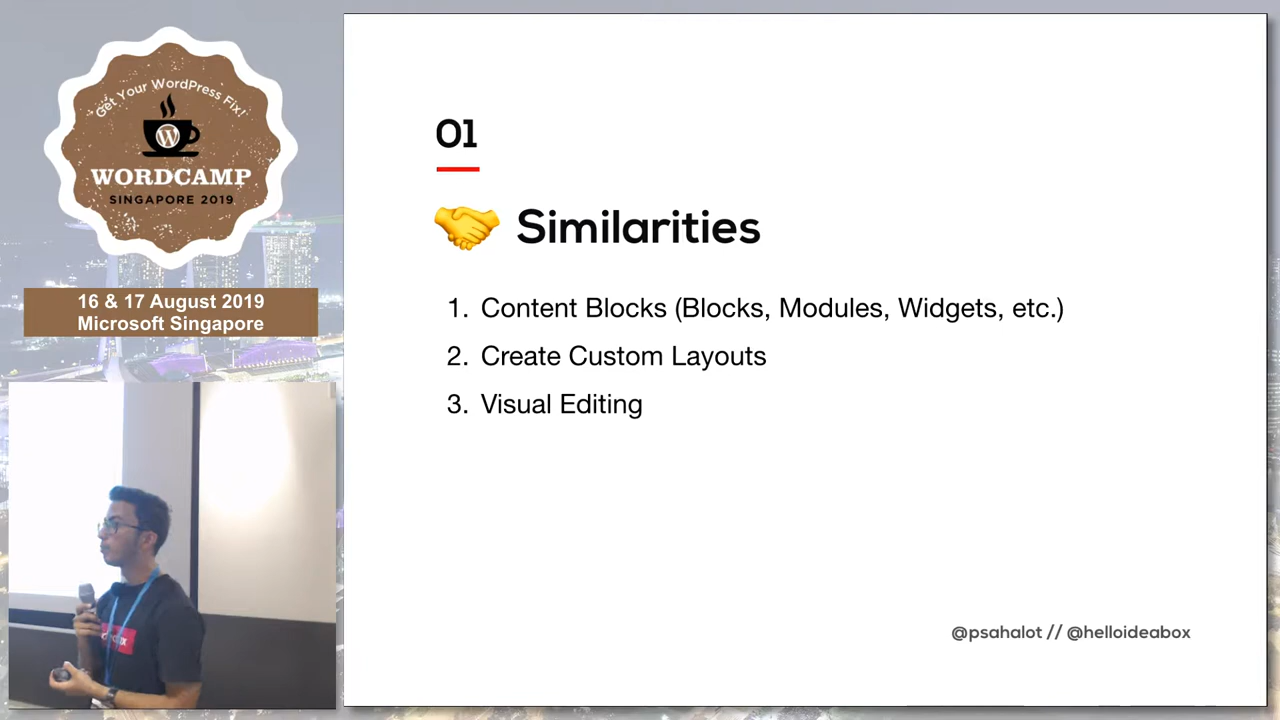 Get Your WordPress Fix!
WORDCAMP
SINGAPORE 2019
16 & 17 August 2019
Microsoft Singapore
01
Similarities
1. Content Blocks (Blocks, Modules, Widgets, etc.)
2. Create Custom Layouts
3. Visual Editing
@psahalot // @helloideabox